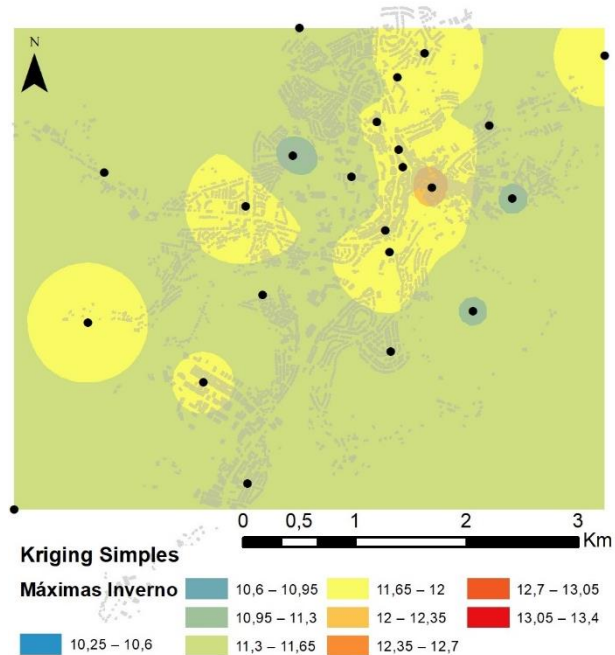 N
0 0,5 1 2 3
Km
Kriging Simples
Máximas Inverno
10,25 – 10,6
10,6 – 10,95
10,95 – 11,3
11,3 – 11,65
11,65 – 12
12 – 12,35
12,35 – 12,7
12,7 – 13,05
13,05 – 13,4